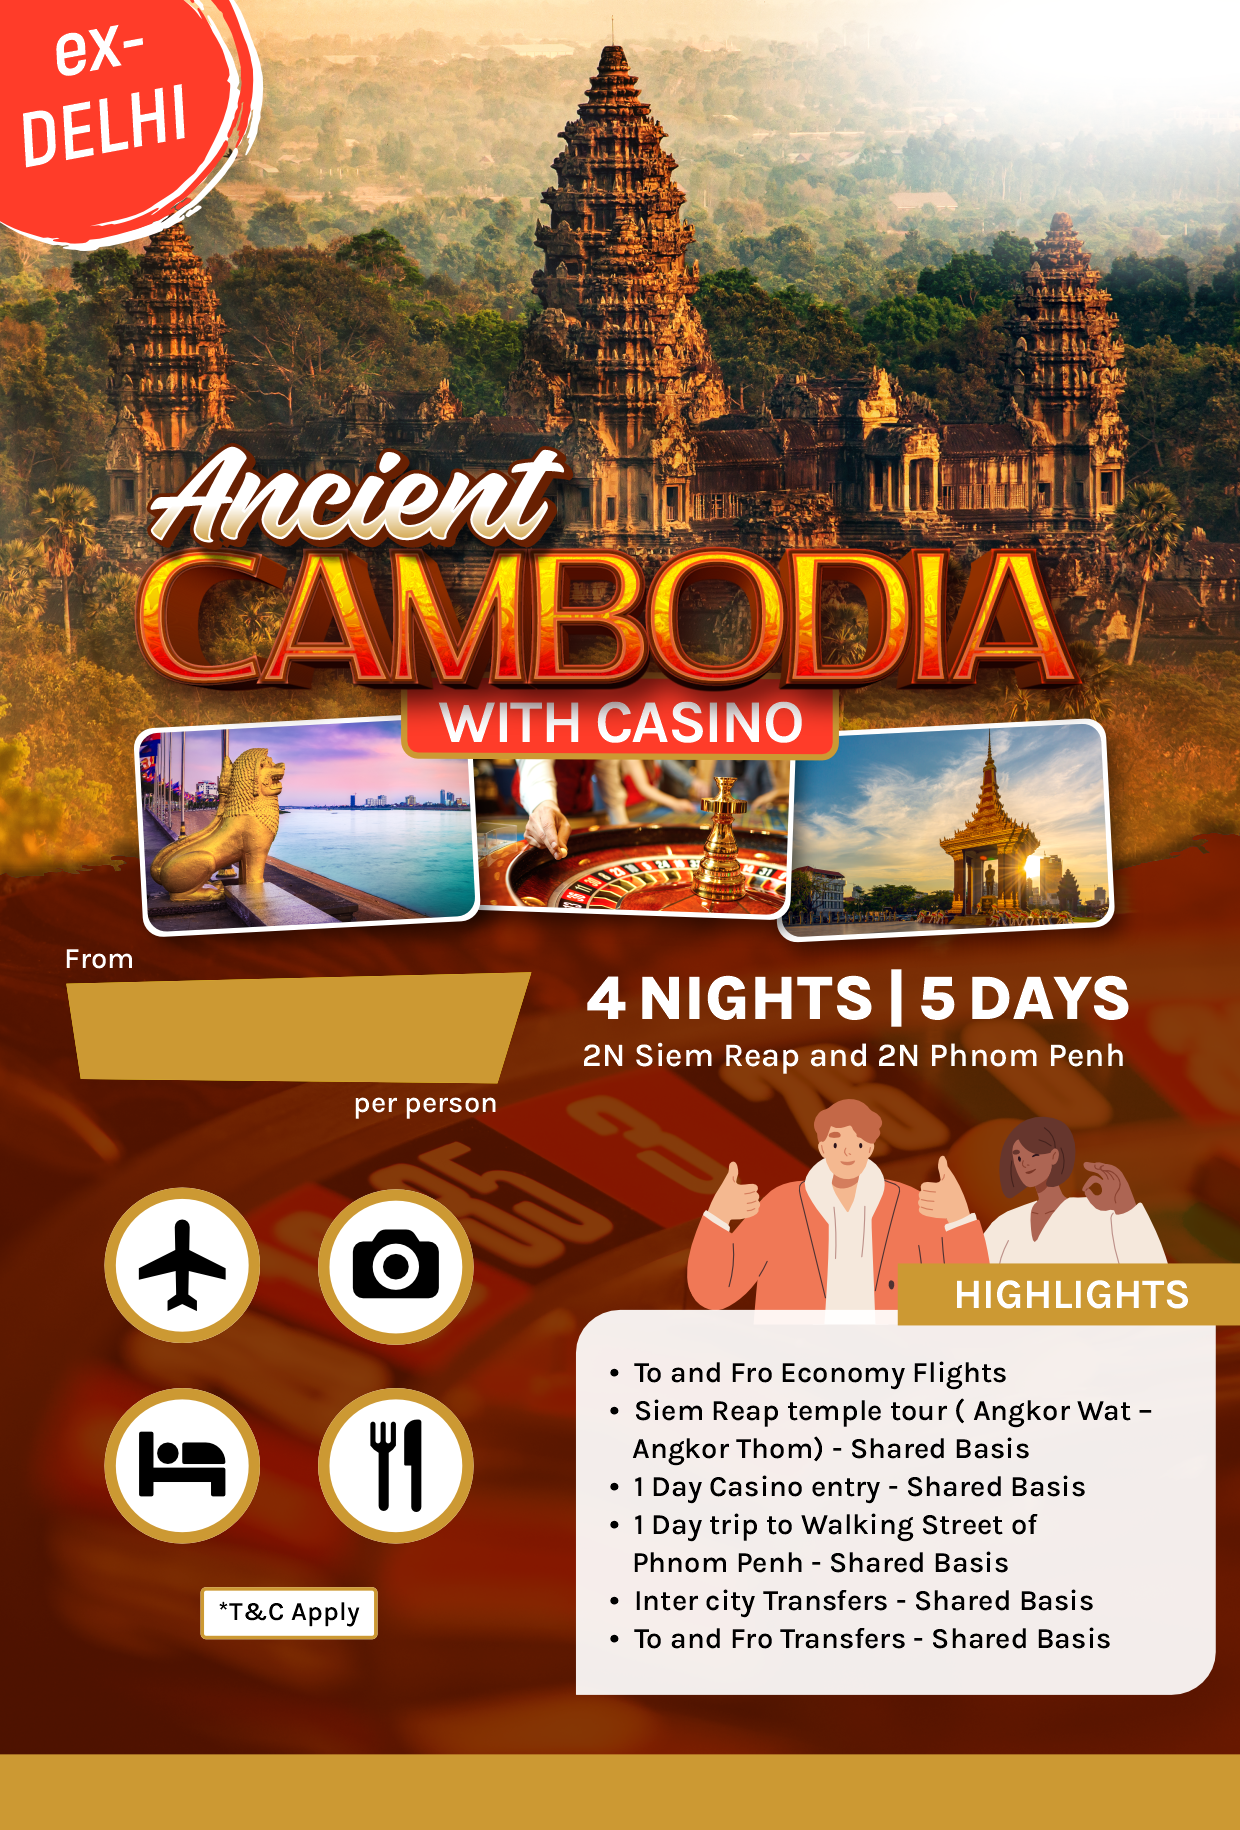 ex-
DELHI
Ancient
CAMBODIA
WITH CASINO
From
per person
4 NIGHTS | 5 DAYS
2N Siem Reap and 2N Phnom Penh
HIGHLIGHTS
• To and Fro Economy Flights
• Siem Reap temple tour ( Angkor Wat –
Angkor Thom) - Shared Basis
• 1 Day Casino entry - Shared Basis
• 1 Day trip to Walking Street of
Phnom Penh - Shared Basis
• Inter city Transfers - Shared Basis
• To and Fro Transfers - Shared Basis
*T&C Apply